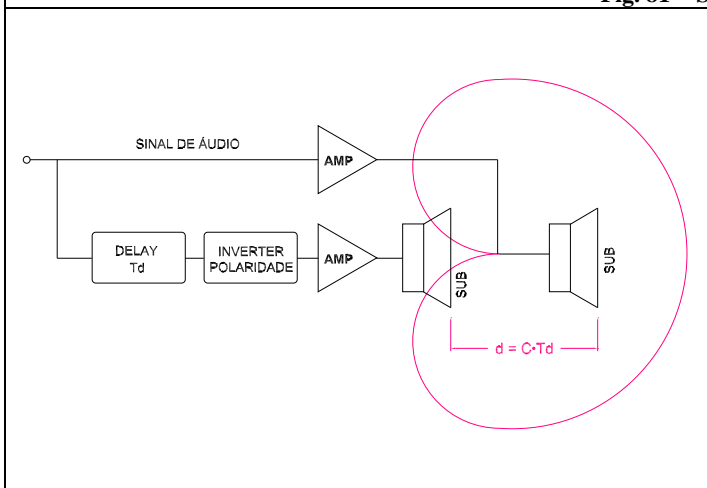 SINAL DE ÁUDIO
AMP
DELAY
Td
INVERTER
POLARIDADE
AMP
SUB
SUB
d = C•Td